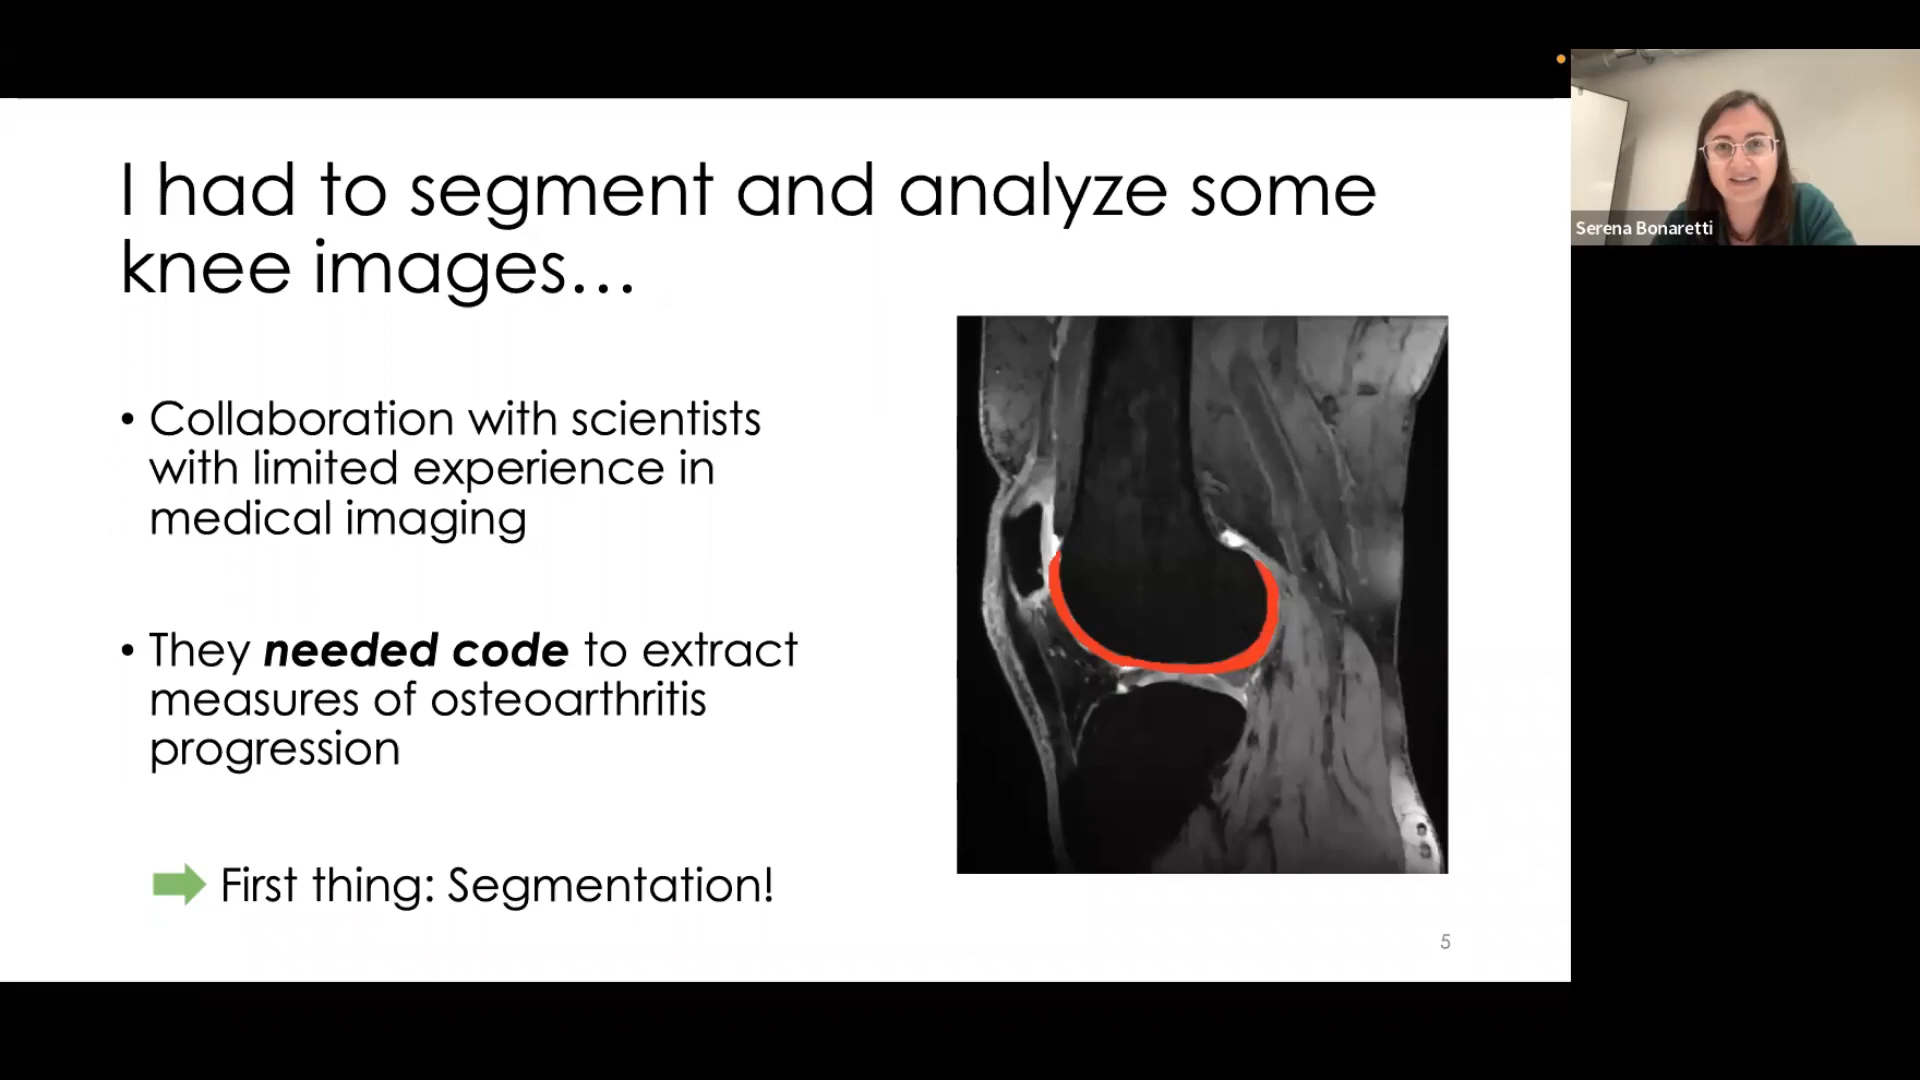 I had to segment and analyze some
knee images…
• Collaboration with scientists
with limited experience in
medical imaging
• They needed code to extract
measures of osteoarthritis
progression
First thing: Segmentation!
5
Serena Bonaretti